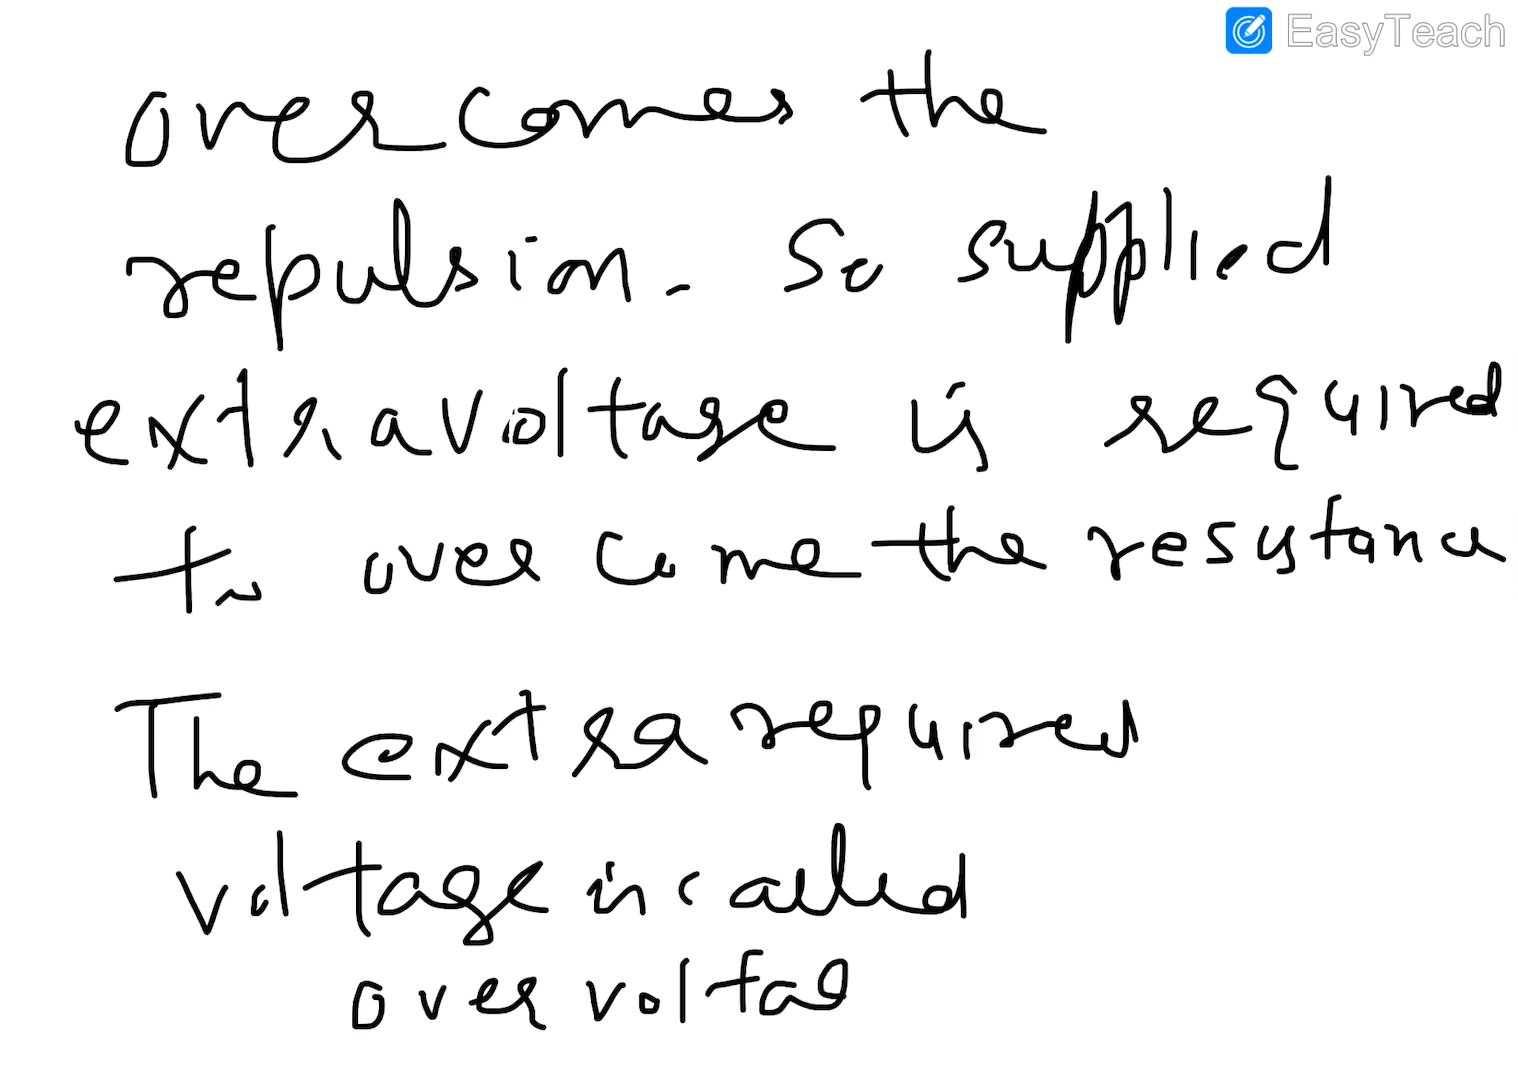 EasyTeach
overcomes the
repulsion. So supplied
extra voltage is required
to over come the resistance
The extra required
voltage is called
over voltag